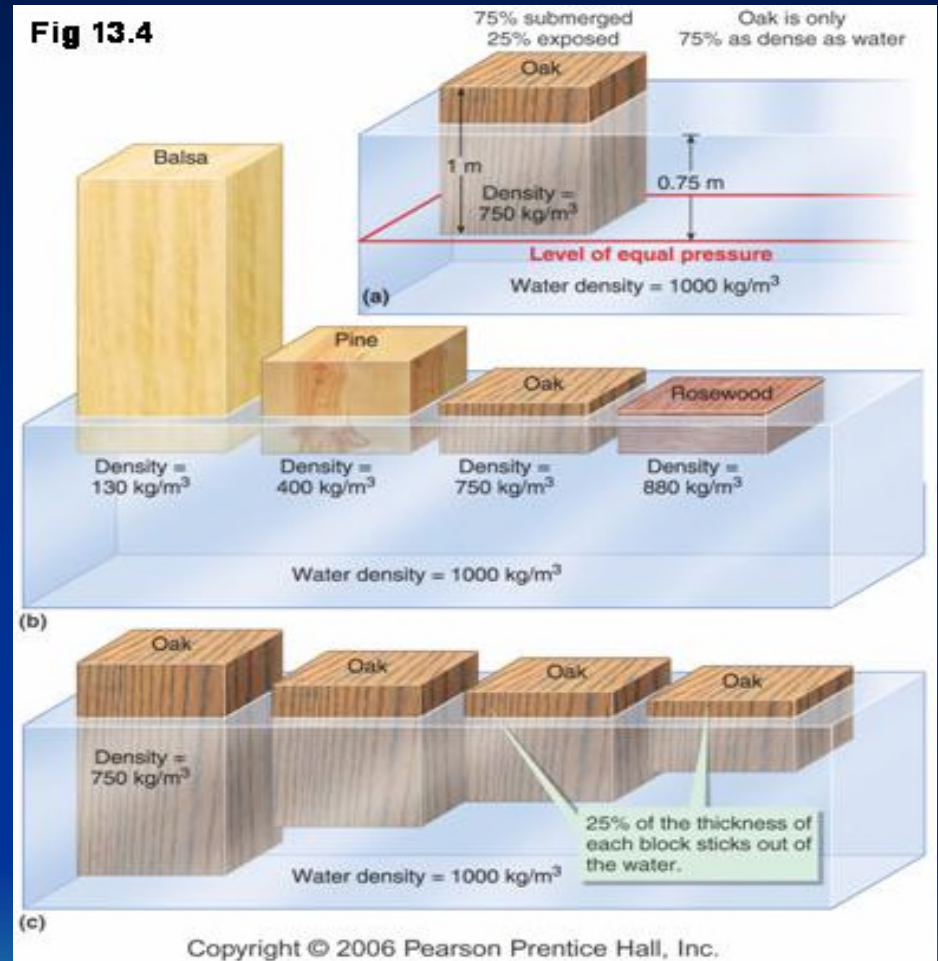 Fig 13.4
75% submerged
25% exposed
Oak is only
75% as dense as water
Oak
1 m
0.75 m
Density =
750 kg/m³
Level of equal pressure
Water density = 1000 kg/m³
(a)
Balsa
Pine
Oak
Rosewood
Density =
130 kg/m³
Density =
400 kg/m³
Density =
750 kg/m³
Density =
880 kg/m³
Water density = 1000 kg/m³
(b)
Oak
Oak
Oak
Oak
Density =
750 kg/m³
25% of the thickness of
each block sticks out of
the water.
Water density = 1000 kg/m³
(c)
Copyright © 2006 Pearson Prentice Hall, Inc.